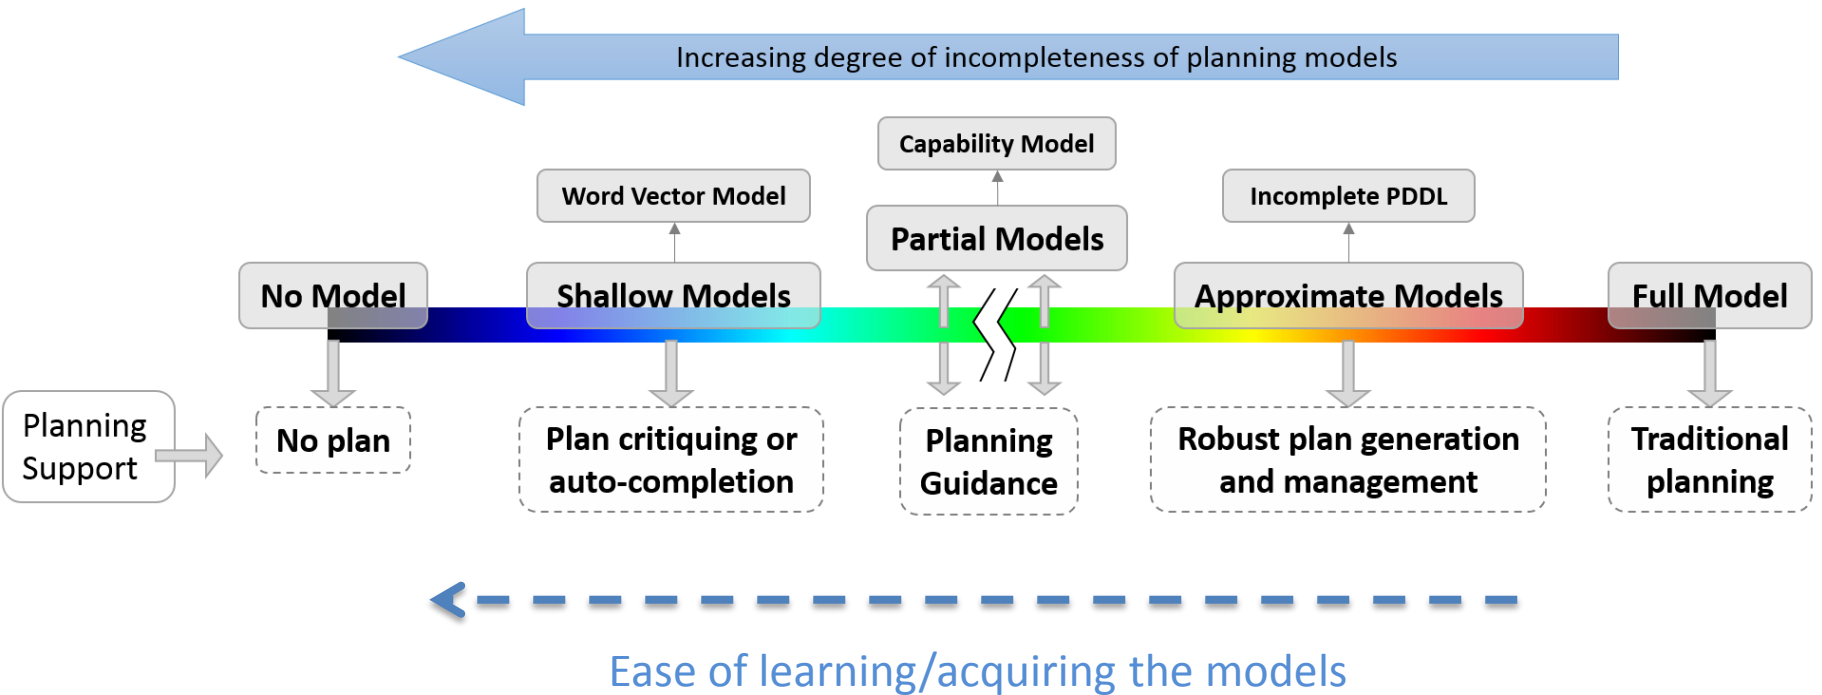 Increasing degree of incompleteness of planning models
Capability Model
Word Vector Model
Incomplete PDDL
Partial Models
No Model
Shallow Models
Approximate Models
Full Model
Planning
Support
No plan
Plan critiquing or
auto-completion
Planning
Guidance
Robust plan generation
and management
Traditional
planning
Ease of learning/acquiring the models